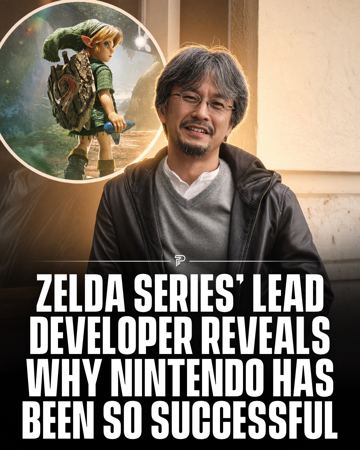 ZELDA SERIES’ LEAD
DEVELOPER REVEALS
WHY NINTENDO HAS
BEEN SO SUCCESSFUL